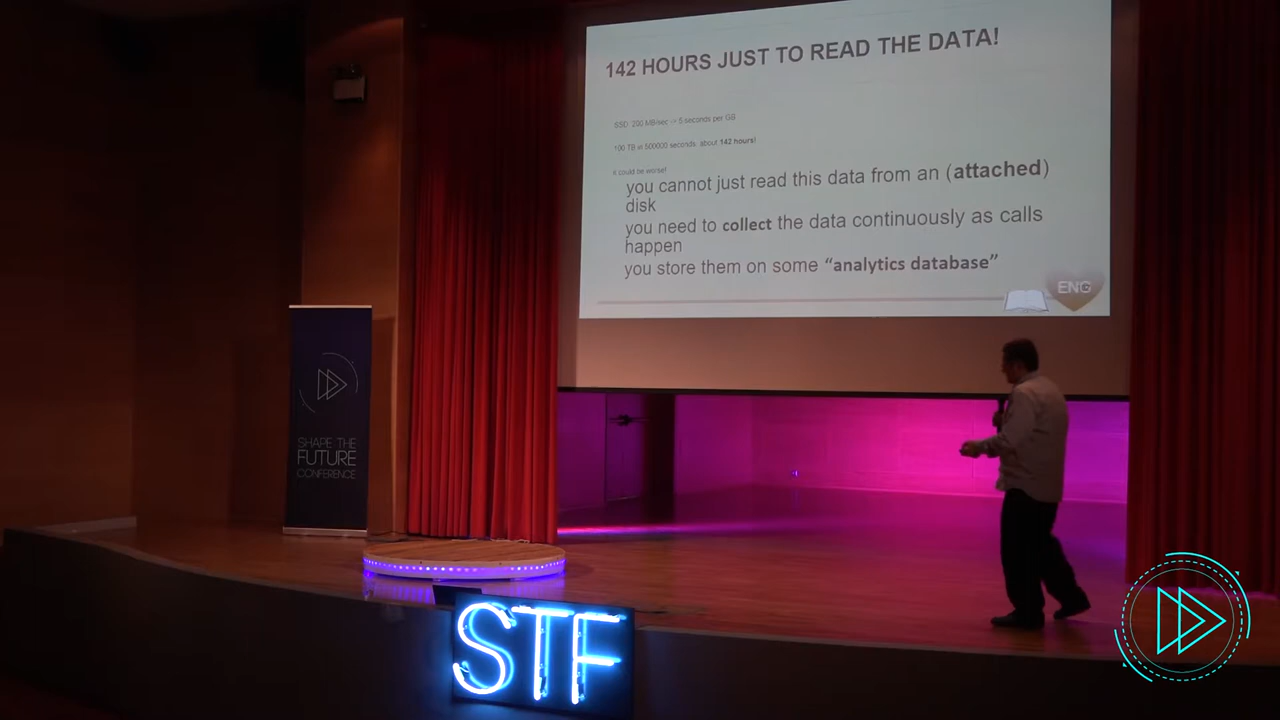 142 HOURS JUST TO READ THE DATA!
SSD: 200 MB/sec -> 5 seconds per GB
100 TB in 500000 seconds: about 142 hours!
it could be worse!
you cannot just read this data from an (attached)
disk
you need to collect the data continuously as calls
happen
you store them on some “analytics database”
ENG
SHAPE THE
FUTURE
CONFERENCE
STF